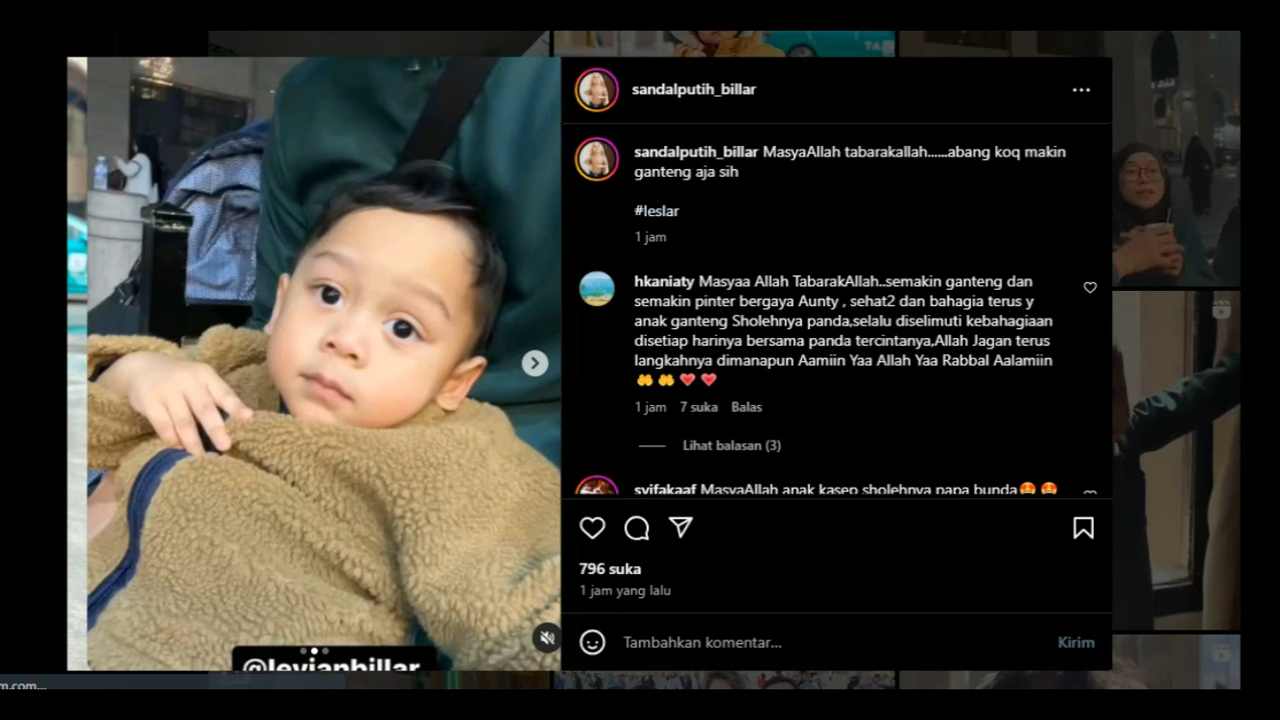 sandalputih_billar
sandalputih_billar MasyaAllah tabarakallah......abang koq makin
ganteng aja sih
#leslar
1 jam
hkaniaty Masyaa Allah TabarakAllah..semakin ganteng dan
semakin pinter bergaya Aunty , sehat2 dan bahagia terus y
anak ganteng Sholehnya panda,selalu diselimuti kebahagiaan
disetiap harinya bersama panda tercintanya,Allah Jagan terus
langkahnya dimanapun Aamiin Yaa Allah Yaa Rabbal Aalamiin
🤲 🤲 ❤️ ❤️
1 jam 7 suka Balas
Lihat balasan (3)
syifakaaf MasyaAllah anak kasep sholehnya papa bunda🤩 🤩
796 suka
1 jam yang lalu
Tambahkan komentar...
Kirim
@levianbillar
m.com...